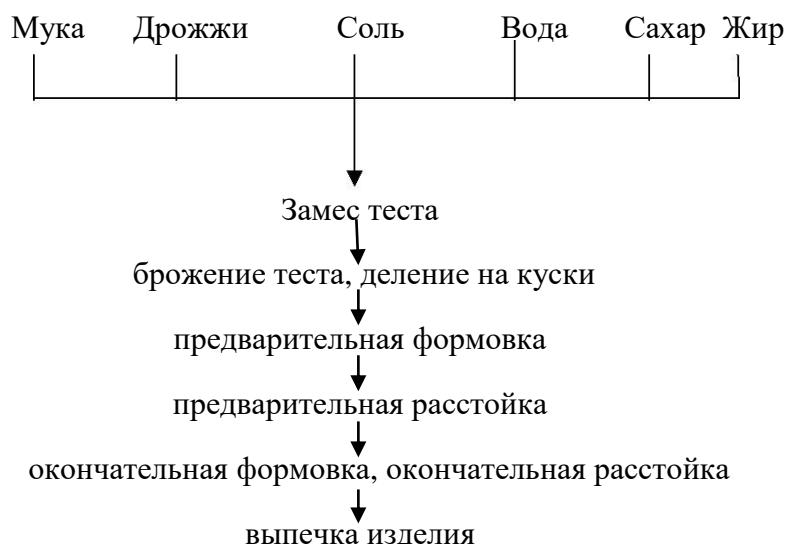 Мука Дрожжи Соль Вода Сахар Жир
Замес теста
брожение теста, деление на куски
предварительная формовка
предварительная расстойка
окончательная формовка, окончательная расстойка
выпечка изделия